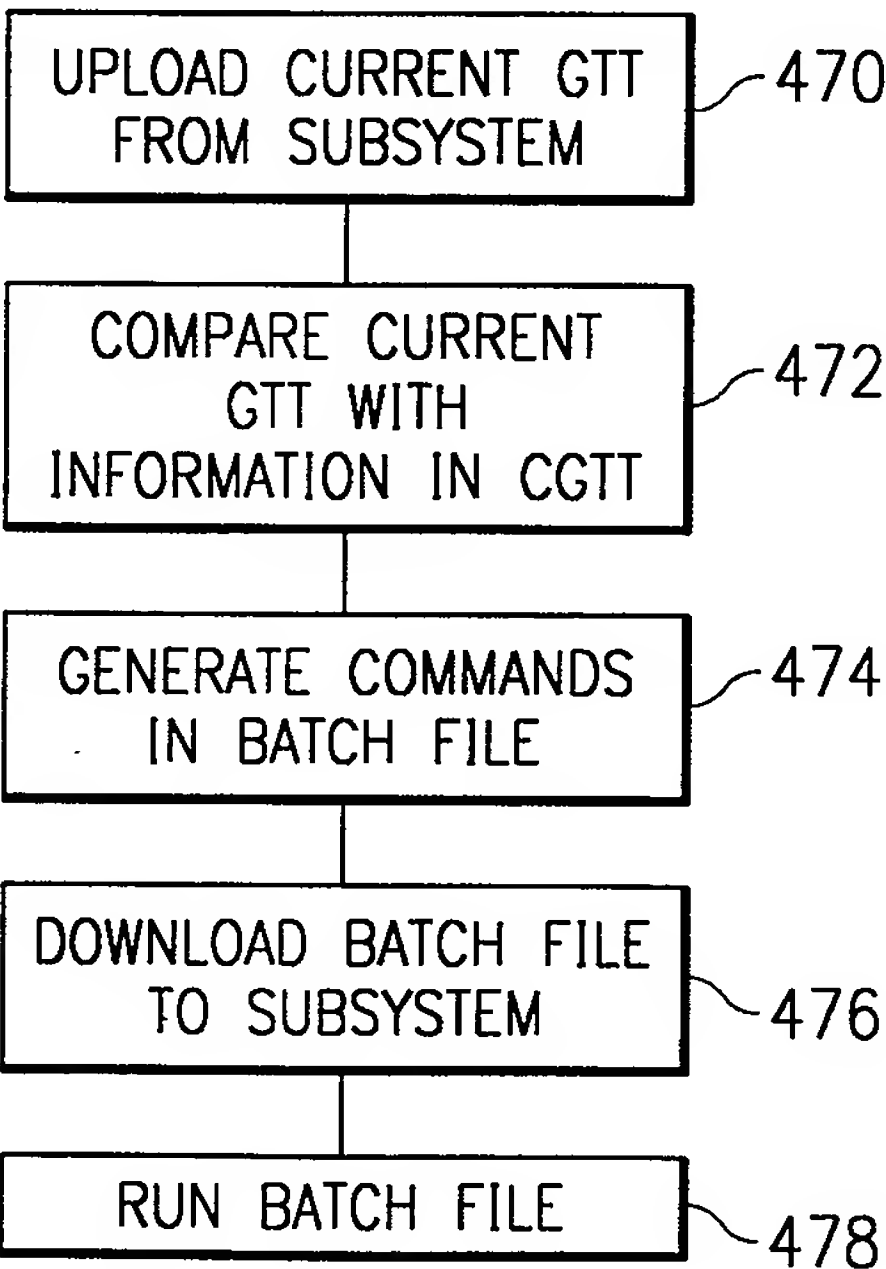 UPLOAD CURRENT GTT
FROM SUBSYSTEM
470
COMPARE CURRENT
GTT WITH
INFORMATION IN CGTT
472
GENERATE COMMANDS
IN BATCH FILE
474
DOWNLOAD BATCH FILE
TO SUBSYSTEM
476
RUN BATCH FILE
478